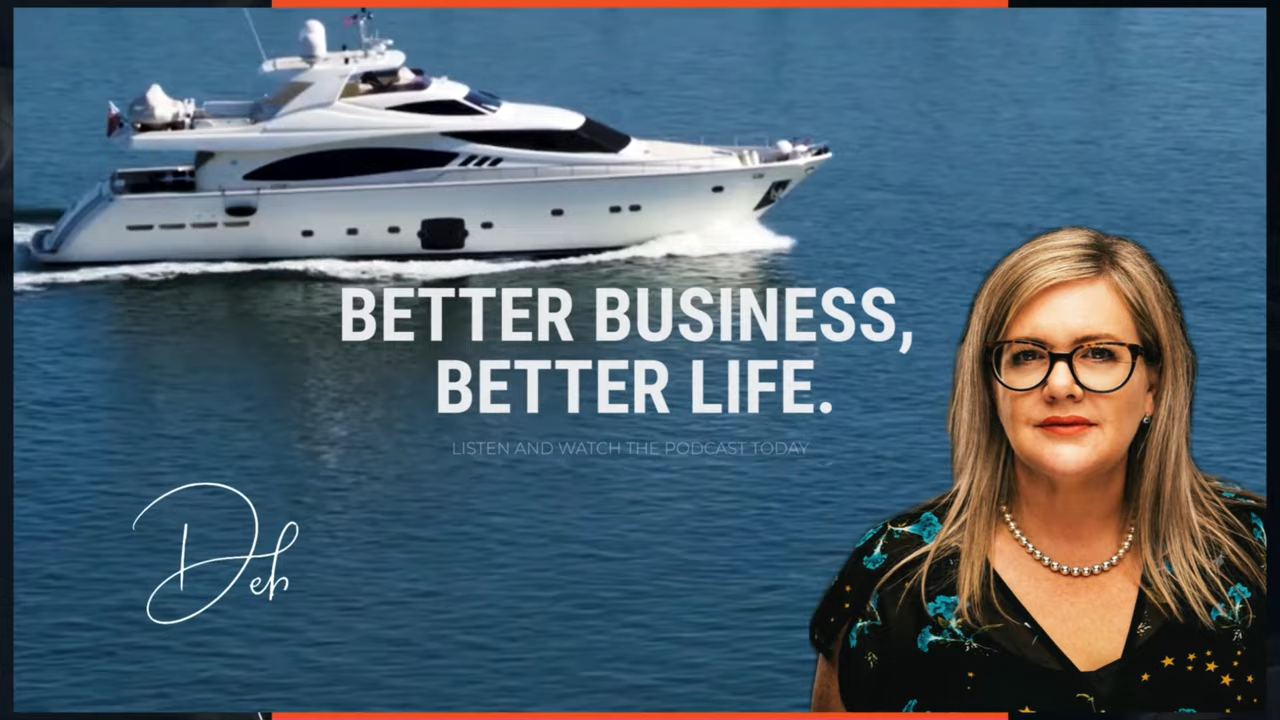 BETTER BUSINESS,
BETTER LIFE.
LISTEN AND WATCH THE PODCAST TODAY
Deb